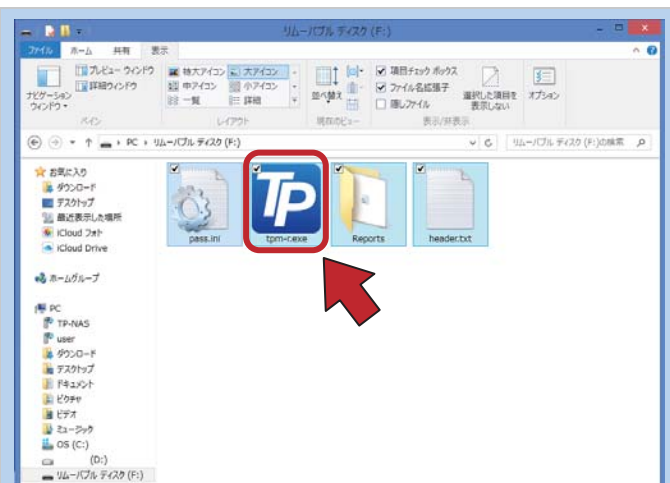 リムーバブル ディスク (F:)
ファイル ホーム 共有 表示
ナビゲーション ウィンドウ
プレビュー ウィンドウ
詳細ウィンドウ
ペイン
特大アイコン 大アイコン
中アイコン 小アイコン
一覧 詳細
レイアウト
並べ替え
現在のビュー
項目チェック ボックス
ファイル名拡張子
隠しファイル
選択した項目を
表示しない
表示/非表示
オプション
PC リムーバブル ディスク (F:)
リムーバブル ディスク (F:)の検索
お気に入り
ダウンロード
デスクトップ
最近表示した場所
iCloud フォト
iCloud Drive
ホームグループ
PC
TP-NAS
user
ダウンロード
デスクトップ
ドキュメント
ピクチャ
ビデオ
ミュージック
OS (C:)
(D:)
リムーバブル ディスク (F:)
TP
pass.ini tpm-r.exe Reports header.txt